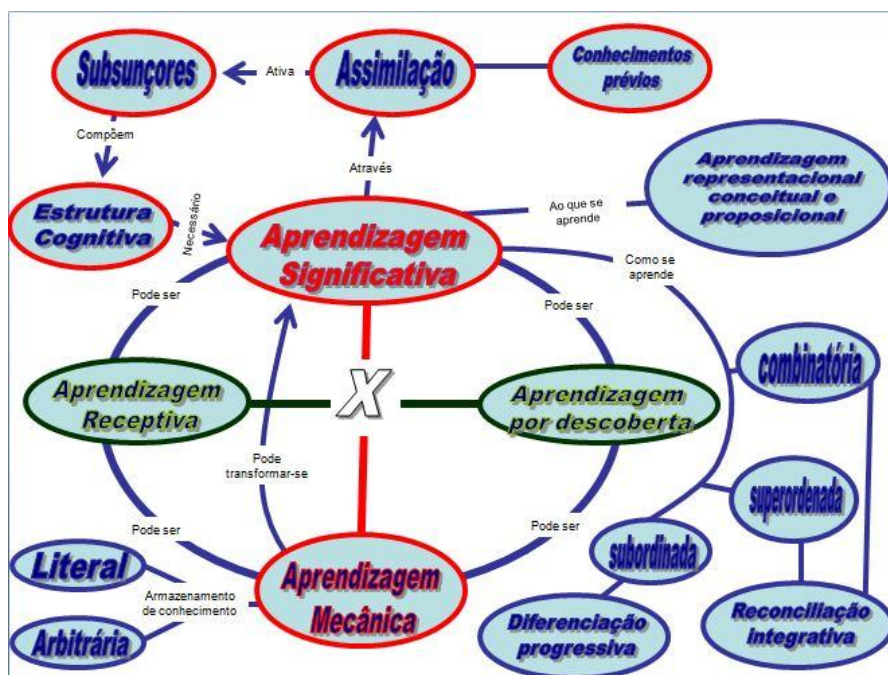 Subsunçores
Ativa
Assimilação
Conhecimentos
prévios
Compõem
Através
Aprendizagem
representacional
conceitual e
proposicional
Estrutura
Cognitiva
Necessário
Ao que se
aprende
Aprendizagem
Significativa
Como se
aprende
Pode ser
Pode ser
combinatória
Aprendizagem
Receptiva
X
Aprendizagem
por descoberta
Pode
transformar-se
superordenada
Pode ser
Pode ser
subordinada
Literal
Armazenamento
de conhecimento
Arbitrária
Aprendizagem
Mecânica
Diferenciação
progressiva
Reconciliação
integrativa